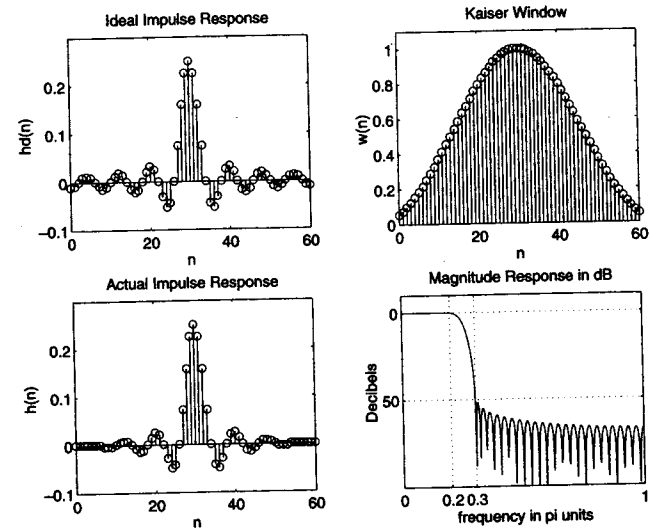 Ideal Impulse Response
0.2
0.1
0
−0.1
hd(n)
0 20 40 60
n
Kaiser Window
1
0.8
0.6
0.4
0.2
0
w(n)
0 10 20 30 40 50 60
n
Actual Impulse Response
0.2
0.1
0
−0.1
h(n)
0 20 40 60
n
Magnitude Response in dB
0
50
Decibels
0 0.2 0.3 1
frequency in pi units